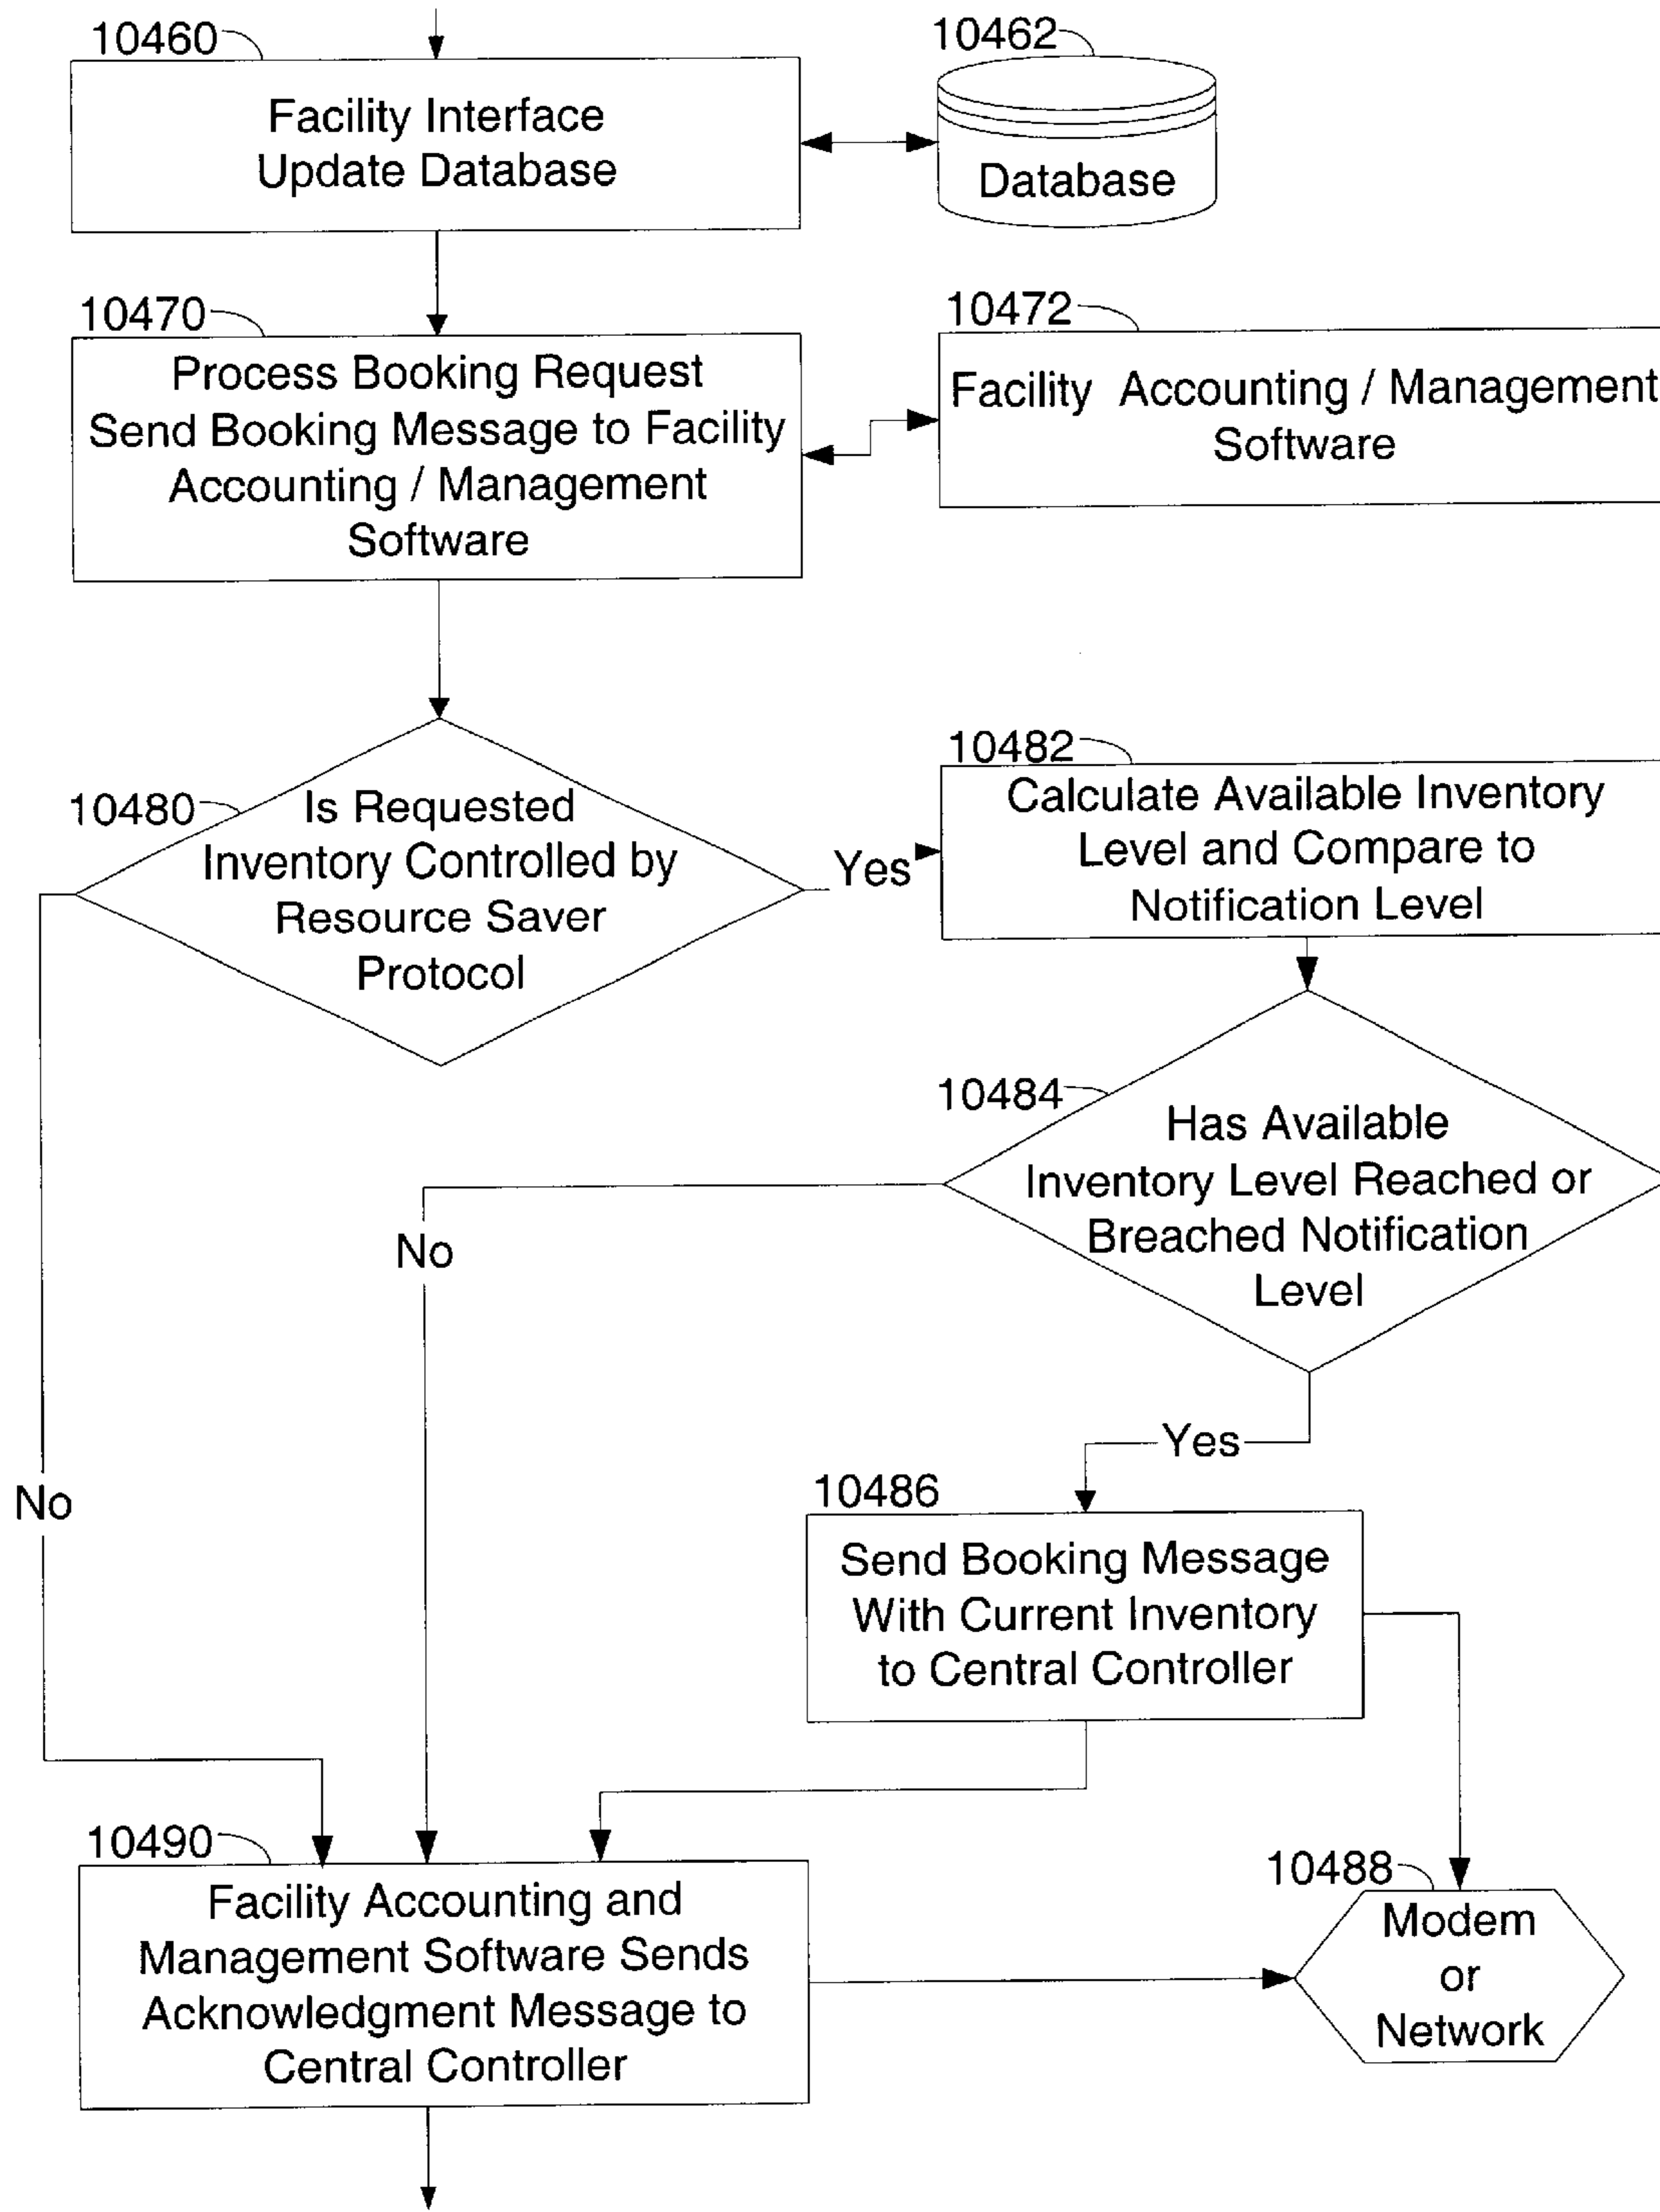 10460
Facility Interface
Update Database
10462
Database
10470
Process Booking Request
Send Booking Message to Facility
Accounting / Management
Software
10472
Facility Accounting / Management
Software
10480
Is Requested
Inventory Controlled by
Resource Saver
Protocol
Yes
10482
Calculate Available Inventory
Level and Compare to
Notification Level
10484
Has Available
Inventory Level Reached or
Breached Notification
Level
No
Yes
No
10486
Send Booking Message
With Current Inventory
to Central Controller
10490
Facility Accounting and
Management Software Sends
Acknowledgment Message to
Central Controller
10488
Modem
or
Network